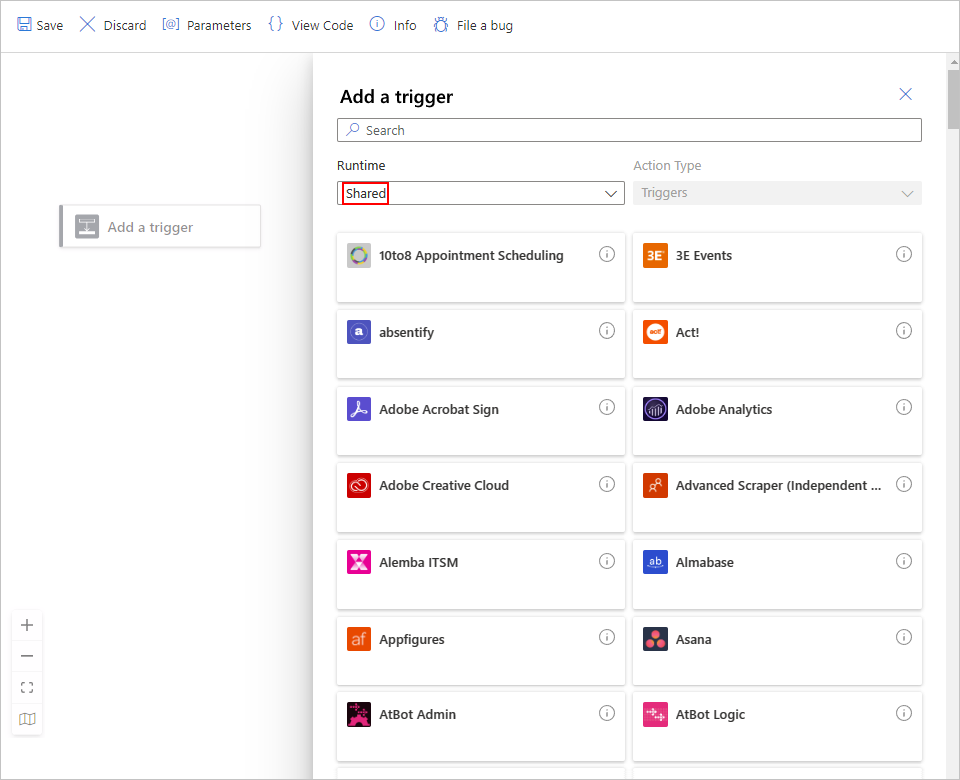 Save Discard Parameters View Code Info File a bug
Add a trigger
Add a trigger
Search
Runtime Action Type
Shared Triggers
10to8 Appointment Scheduling 3E Events
absentify Act!
Adobe Acrobat Sign Adobe Analytics
Adobe Creative Cloud Advanced Scraper (Independent ...
Alemba ITSM Almabase
Appfigures Asana
AtBot Admin AtBot Logic